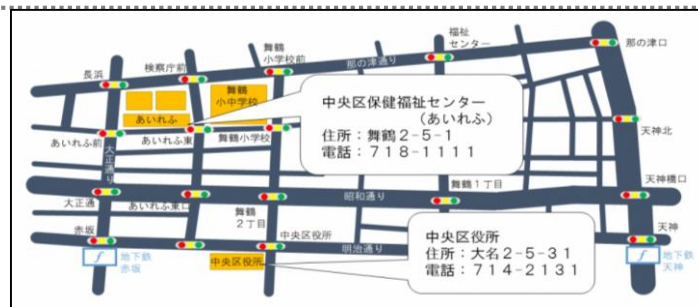 福祉
センター
舞鶴
小学校前
検察庁前
長浜
那の津通り
那の津口
舞鶴
小中学校
あいれふ
中央区保健福祉センター
(あいれふ)
住所:舞鶴2-5-1
電話:718-1111
天神北
あいれふ前
あいれふ東
舞鶴小学校
大正通り
昭和通り
舞鶴1丁目
天神橋口
大正通
あいれふ東口
舞鶴
2丁目
赤坂
中央区役所
明治通り
天神
中央区役所
住所:大名2-5-31
電話:714-2131
地下鉄
赤坂
中央区役所
地下鉄
天神